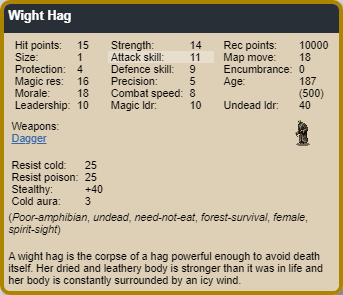 Wight Hag
Hit points: 15 Strength: 14 Rec points: 10000
Size: 1 Attack skill: 11 Map move: 18
Protection: 4 Defence skill: 9 Encumbrance: 0
Magic res: 16 Precision: 5 Age: 187
Morale: 18 Combat speed: 8 (500)
Leadership: 10 Magic ldr: 10 Undead ldr: 40
Weapons:
Dagger
Resist cold: 25
Resist poison: 25
Stealthy: +40
Cold aura: 3
(Poor-amphibian, undead, need-not-eat, forest-survival, female,
spirit-sight)
A wight hag is the corpse of a hag powerful enough to avoid death
itself. Her dried and leathery body is stronger than it was in life and
her body is constantly surrounded by an icy wind.